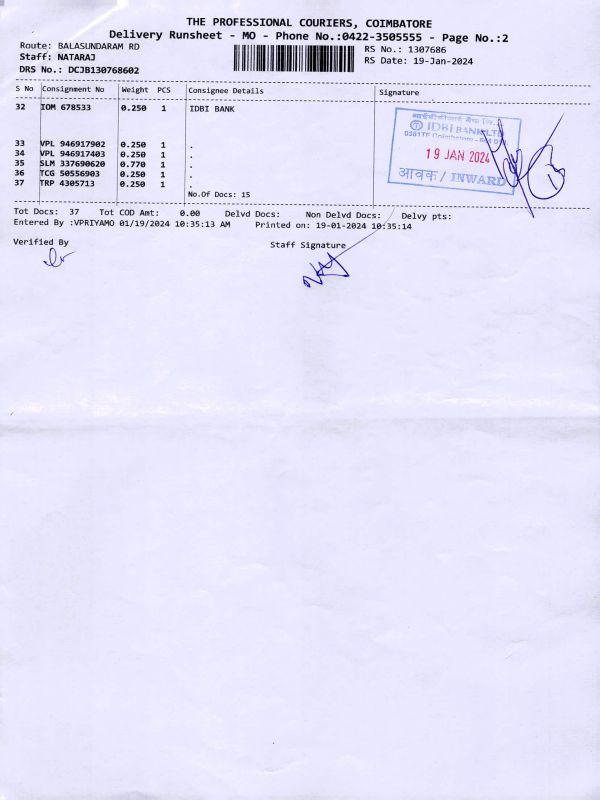 THE PROFESSIONAL COURIERS, COIMBATORE
Delivery Runsheet - MO - Phone No.:0422-3505555 - Page No.:2
Route: BALASUNDARAM RD RS No.: 1307686
Staff: NATARAJ RS Date: 19-Jan-2024
DRS No.: DCJB130768602
S No Consignment No Weight PCS Consignee Details Signature
32 IOM 678533 0.250 1 IDBI BANK
आईडीबीआई बैंक लि.
IDBI BANK LTD
19 JAN 2024
आवक / INWARD
33 VPL 946917902 0.250 1 .
34 VPL 946917403 0.250 1 .
35 SLM 337690620 0.770 1 .
36 TCG 50556903 0.250 1 .
37 TRP 4305713 0.250 1 .
No.Of Docs: 15
Tot Docs: 37 Tot COD Amt: 0.00 Delvd Docs: Non Delvd Docs: Delvy pts:
Entered By :VPRIYAMO 01/19/2024 10:35:13 AM Printed on: 19-01-2024 10:35:14
Verified By Staff Signature